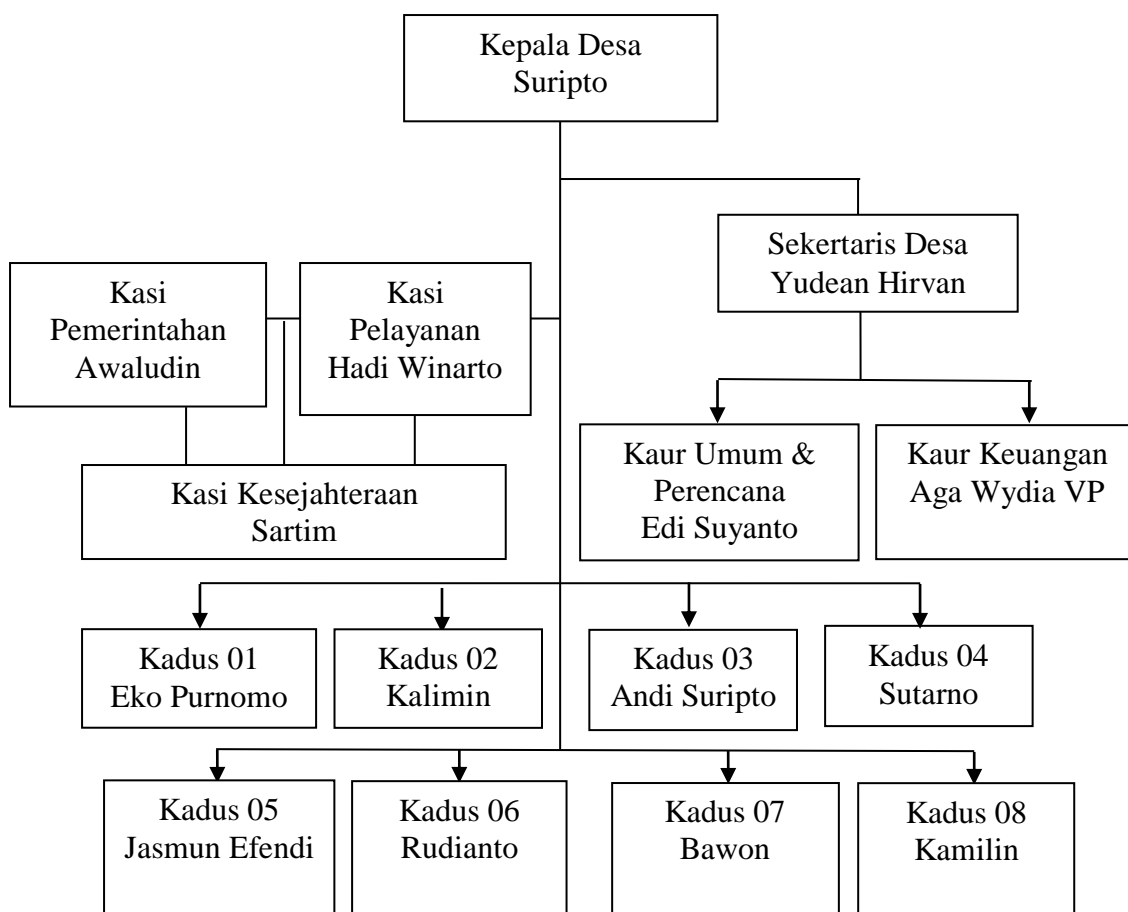 Kepala Desa
Suripto
Sekertaris Desa
Yudean Hirvan
Kasi
Pemerintahan
Awaludin
Kasi
Pelayanan
Hadi Winarto
Kaur Umum &
Perencana
Edi Suyanto
Kaur Keuangan
Aga Wydia VP
Kasi Kesejahteraan
Sartim
Kadus 01
Eko Purnomo
Kadus 02
Kalimin
Kadus 03
Andi Suripto
Kadus 04
Sutarno
Kadus 05
Jasmun Efendi
Kadus 06
Rudianto
Kadus 07
Bawon
Kadus 08
Kamilin